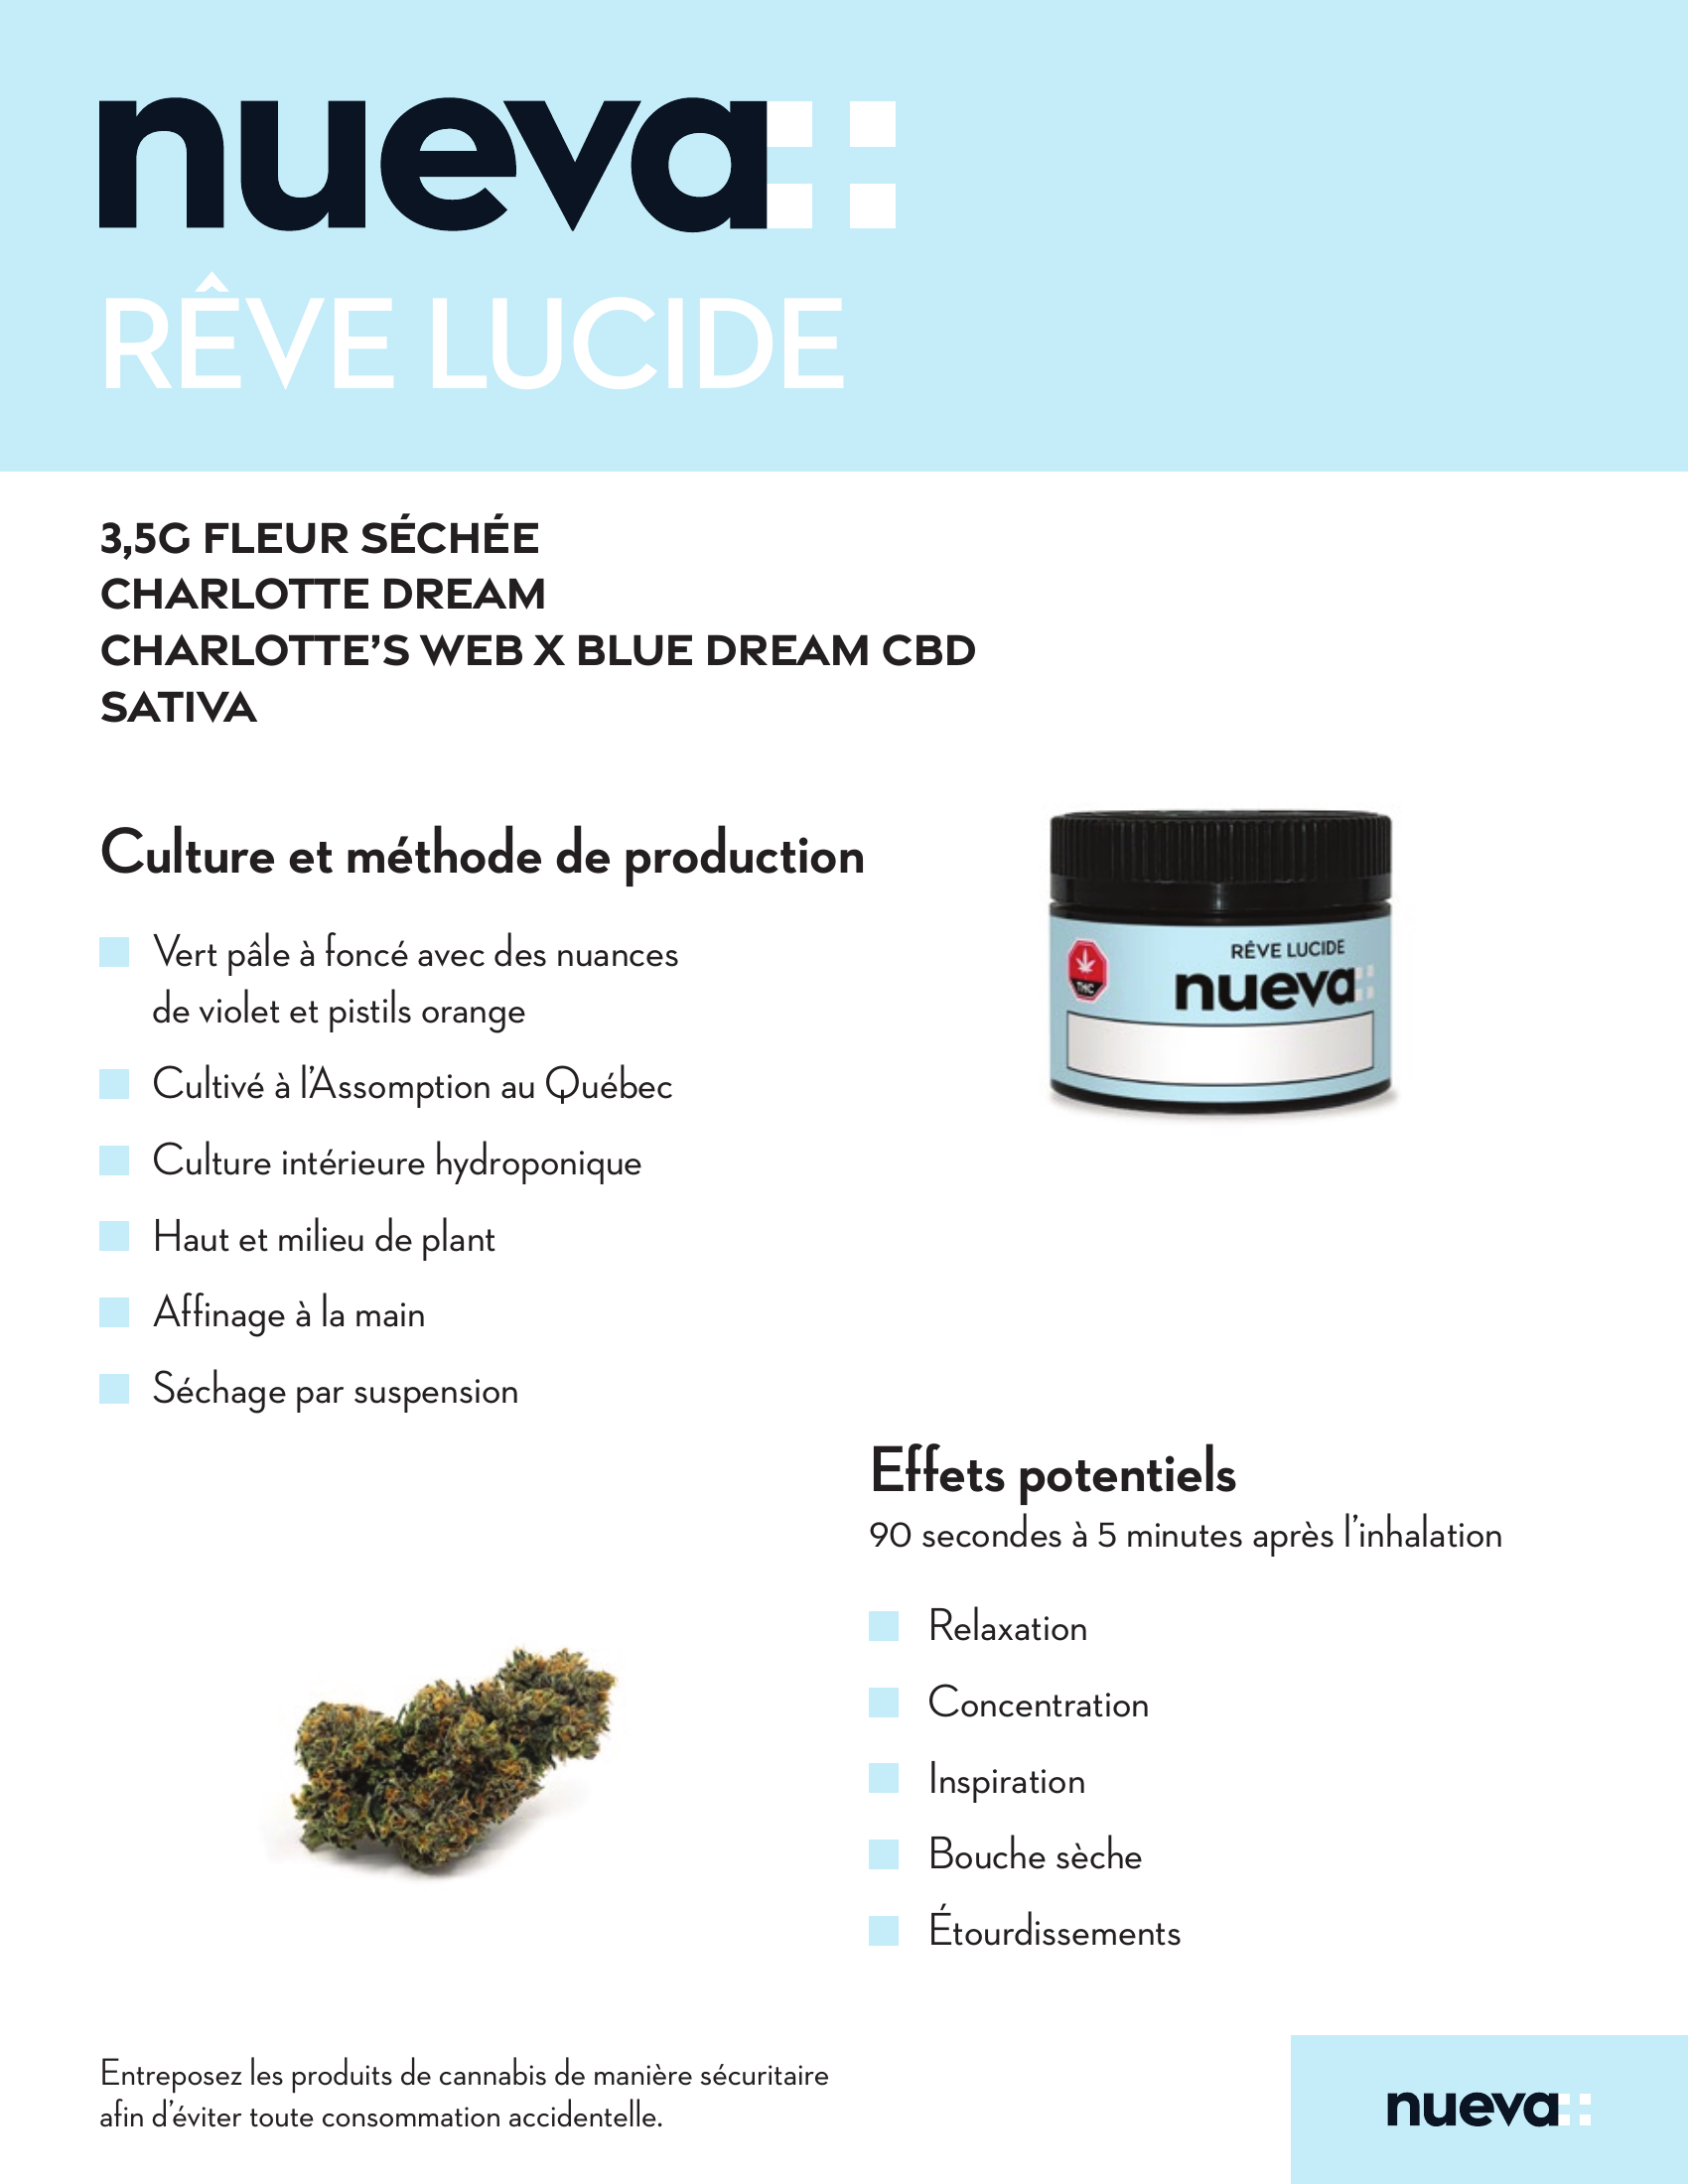 nueva
RÊVE LUCIDE
3,5G FLEUR SÉCHÉE
CHARLOTTE DREAM
CHARLOTTE’S WEB X BLUE DREAM CBD
SATIVA
Culture et méthode de production
Vert pâle à foncé avec des nuances
de violet et pistils orange
Cultivé à l’Assomption au Québec
Culture intérieure hydroponique
Haut et milieu de plant
Affinage à la main
Séchage par suspension
RÊVE LUCIDE
nueva
THC
Effets potentiels
90 secondes à 5 minutes après l’inhalation
Relaxation
Concentration
Inspiration
Bouche sèche
Étourdissements
Entreposez les produits de cannabis de manière sécuritaire
afin d’éviter toute consommation accidentelle.
nueva